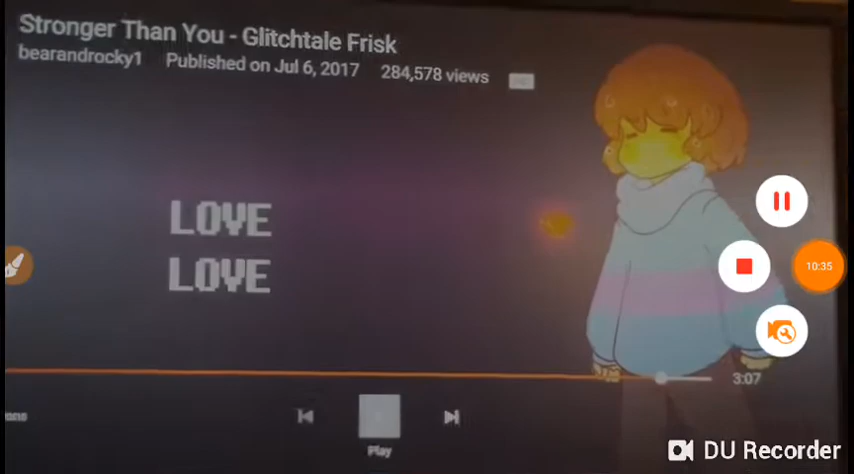 Stronger Than You - Glitchtale Frisk
bearandrocky1 Published on Jul 6, 2017 284,578 views
LOVE
LOVE
10:35
3:07
Play
DU Recorder